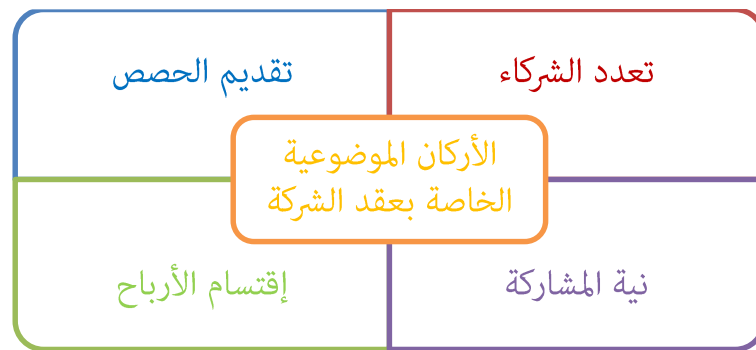 تعدد الشركاء
تقديم الحصص
الأركان الموضوعية
الخاصة بعقد الشركة
نية المشاركة
إقتسام الأرباح